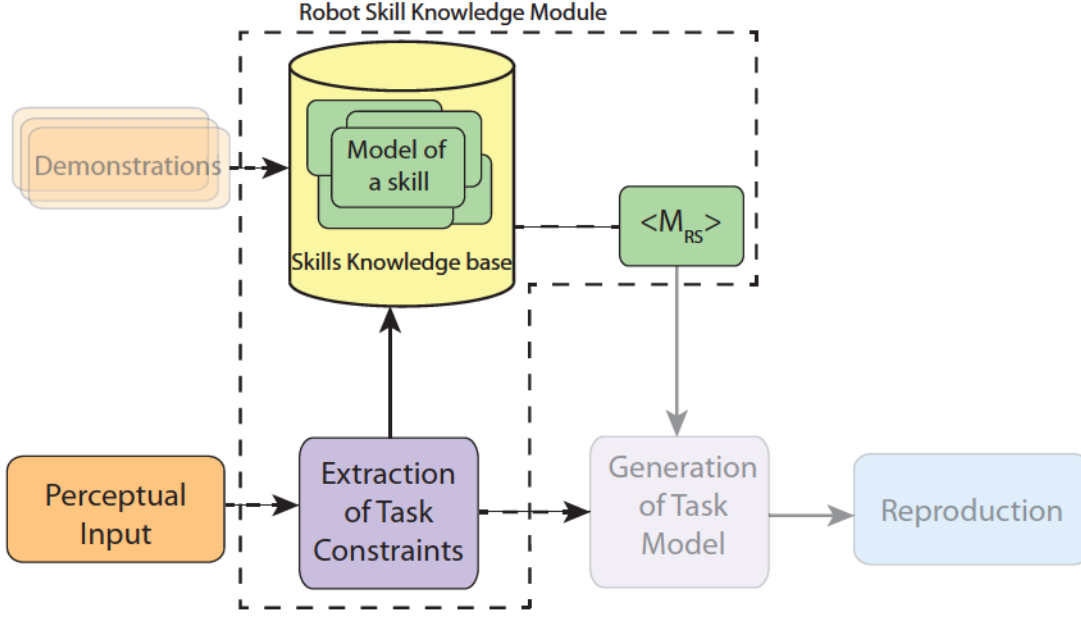 Robot Skill Knowledge Module
Demonstrations
Model of
a skill
<M_RS>
Skills Knowledge base
Perceptual
Input
Extraction
of Task
Constraints
Generation
of Task
Model
Reproduction